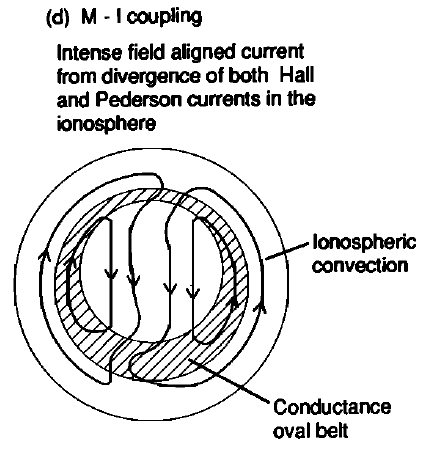 (d) M - I coupling
Intense field aligned current
from divergence of both Hall
and Pederson currents in the
ionosphere
Ionospheric
convection
Conductance
oval belt